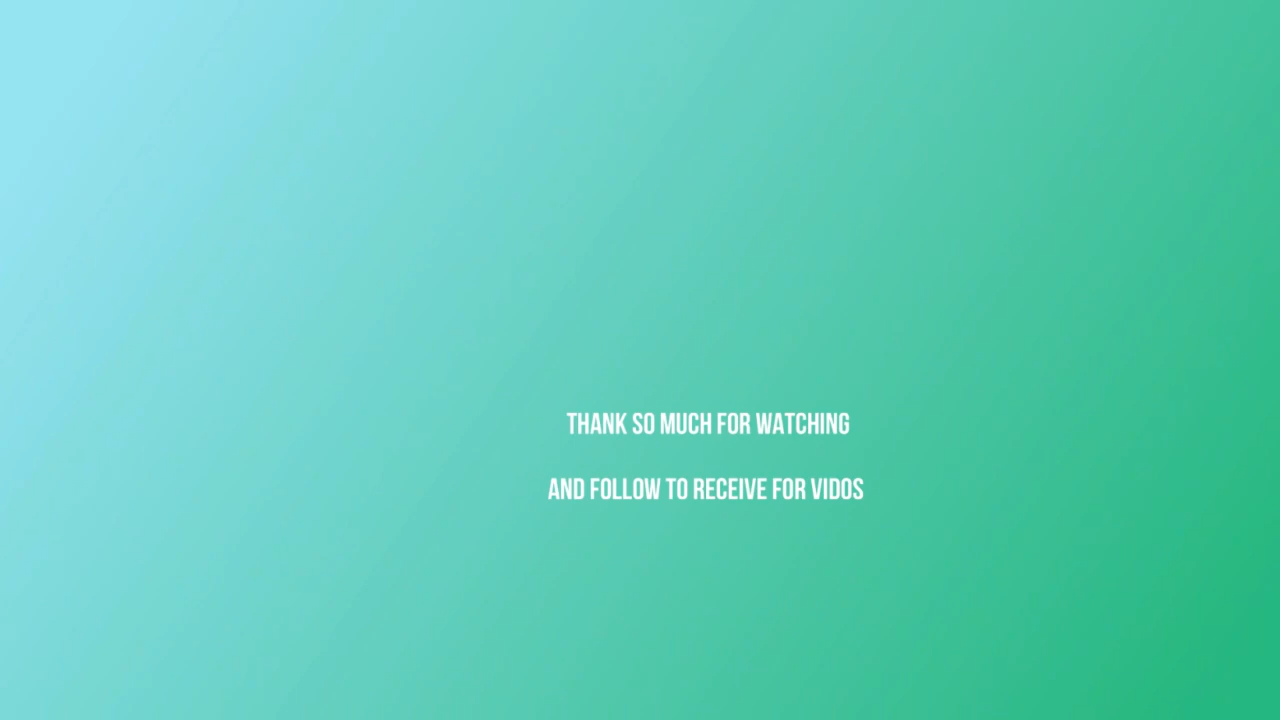 THANK SO MUCH FOR WATCHING
AND FOLLOW TO RECEIVE FOR VIDOS